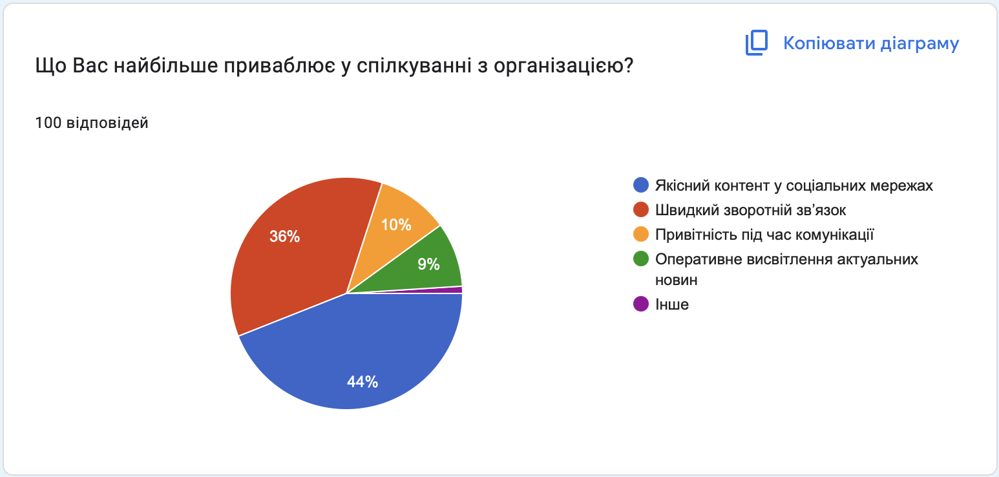 Копіювати діаграму
Що Вас найбільше приваблює у спілкуванні з організацією?
100 відповідей
36%
10%
9%
44%
Якісний контент у соціальних мережах
Швидкий зворотній зв’язок
Привітність під час комунікації
Оперативне висвітлення актуальних
новин
Інше